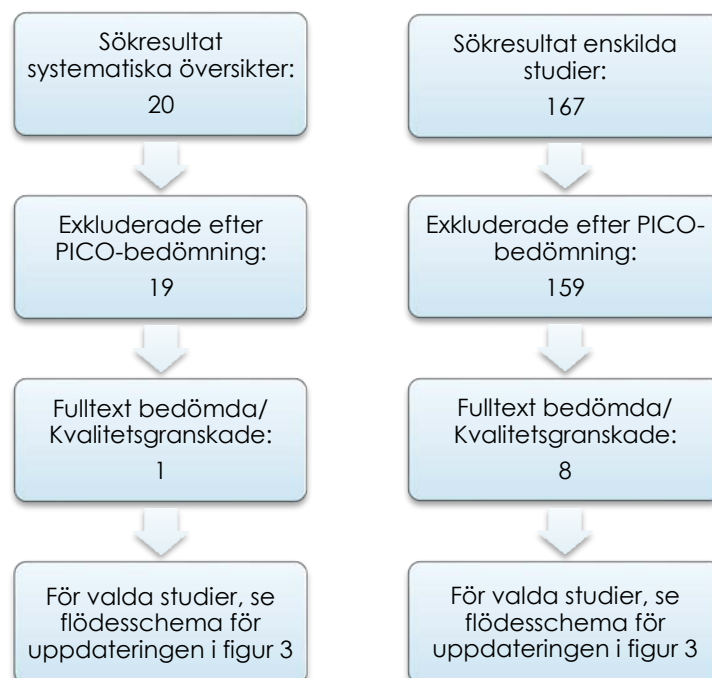 Sökresultat
systematiska översikter:
20
Exkluderade efter
PICO-bedömning:
19
Fulltext bedömda/
Kvalitetsgranskade:
1
För valda studier, se
flödesschema för
uppdateringen i figur 3
Sökresultat enskilda
studier:
167
Exkluderade efter PICO-
bedömning:
159
Fulltext bedömda/
Kvalitetsgranskade:
8
För valda studier, se
flödesschema för
uppdateringen i figur 3